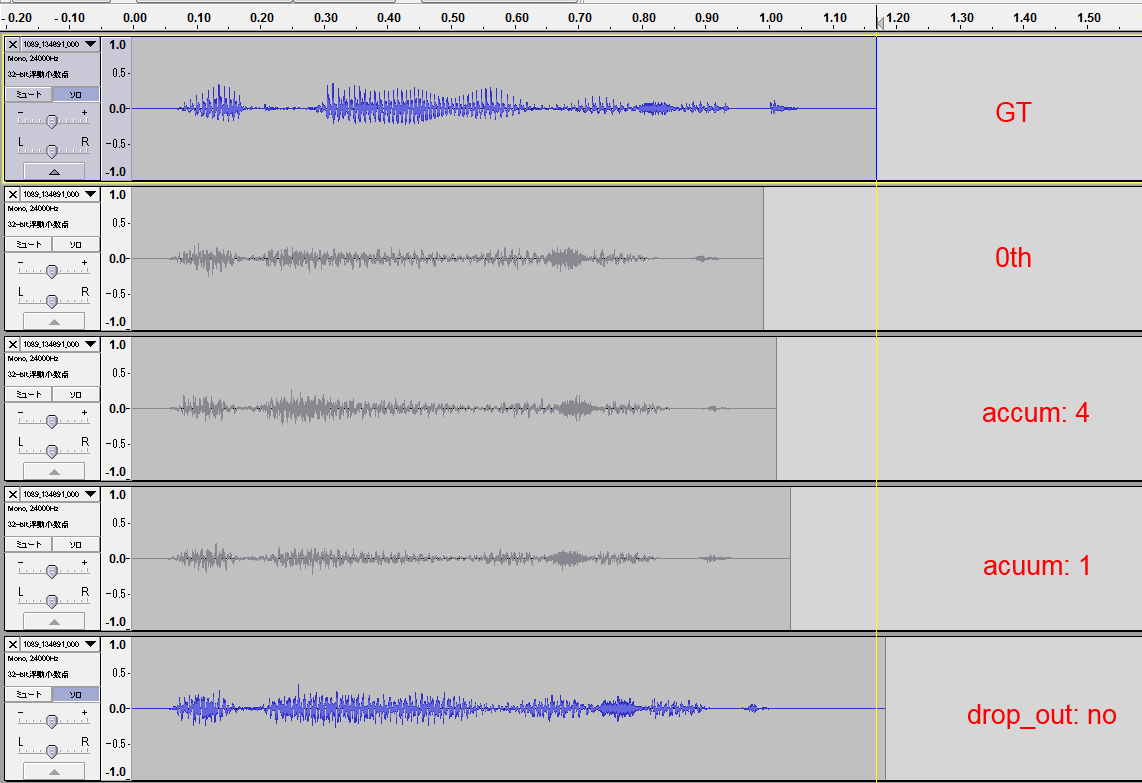 - 0.20 - 0.10 0.00 0.10 0.20 0.30 0.40 0.50 0.60 0.70 0.80 0.90 1.00 1.10 1.20 1.30 1.40 1.50
1089_134691_000
Mono, 24000Hz
32-bit浮動小数点
ミュート ソロ
- +
L R
1.0
0.5-
0.0-
-0.5-
-1.0
GT
1089_134691_000
Mono, 24000Hz
32-bit浮動小数点
ミュート ソロ
- +
L R
1.0
0.5-
0.0-
-0.5-
-1.0
0th
1089_134691_000
Mono, 24000Hz
32-bit浮動小数点
ミュート ソロ
- +
L R
1.0
0.5-
0.0-
-0.5-
-1.0
accum: 4
1089_134691_000
Mono, 24000Hz
32-bit浮動小数点
ミュート ソロ
- +
L R
1.0
0.5-
0.0-
-0.5-
-1.0
acuum: 1
1089_134691_000
Mono, 24000Hz
32-bit浮動小数点
ミュート ソロ
- +
L R
1.0
0.5-
0.0-
-0.5-
-1.0
drop_out: no